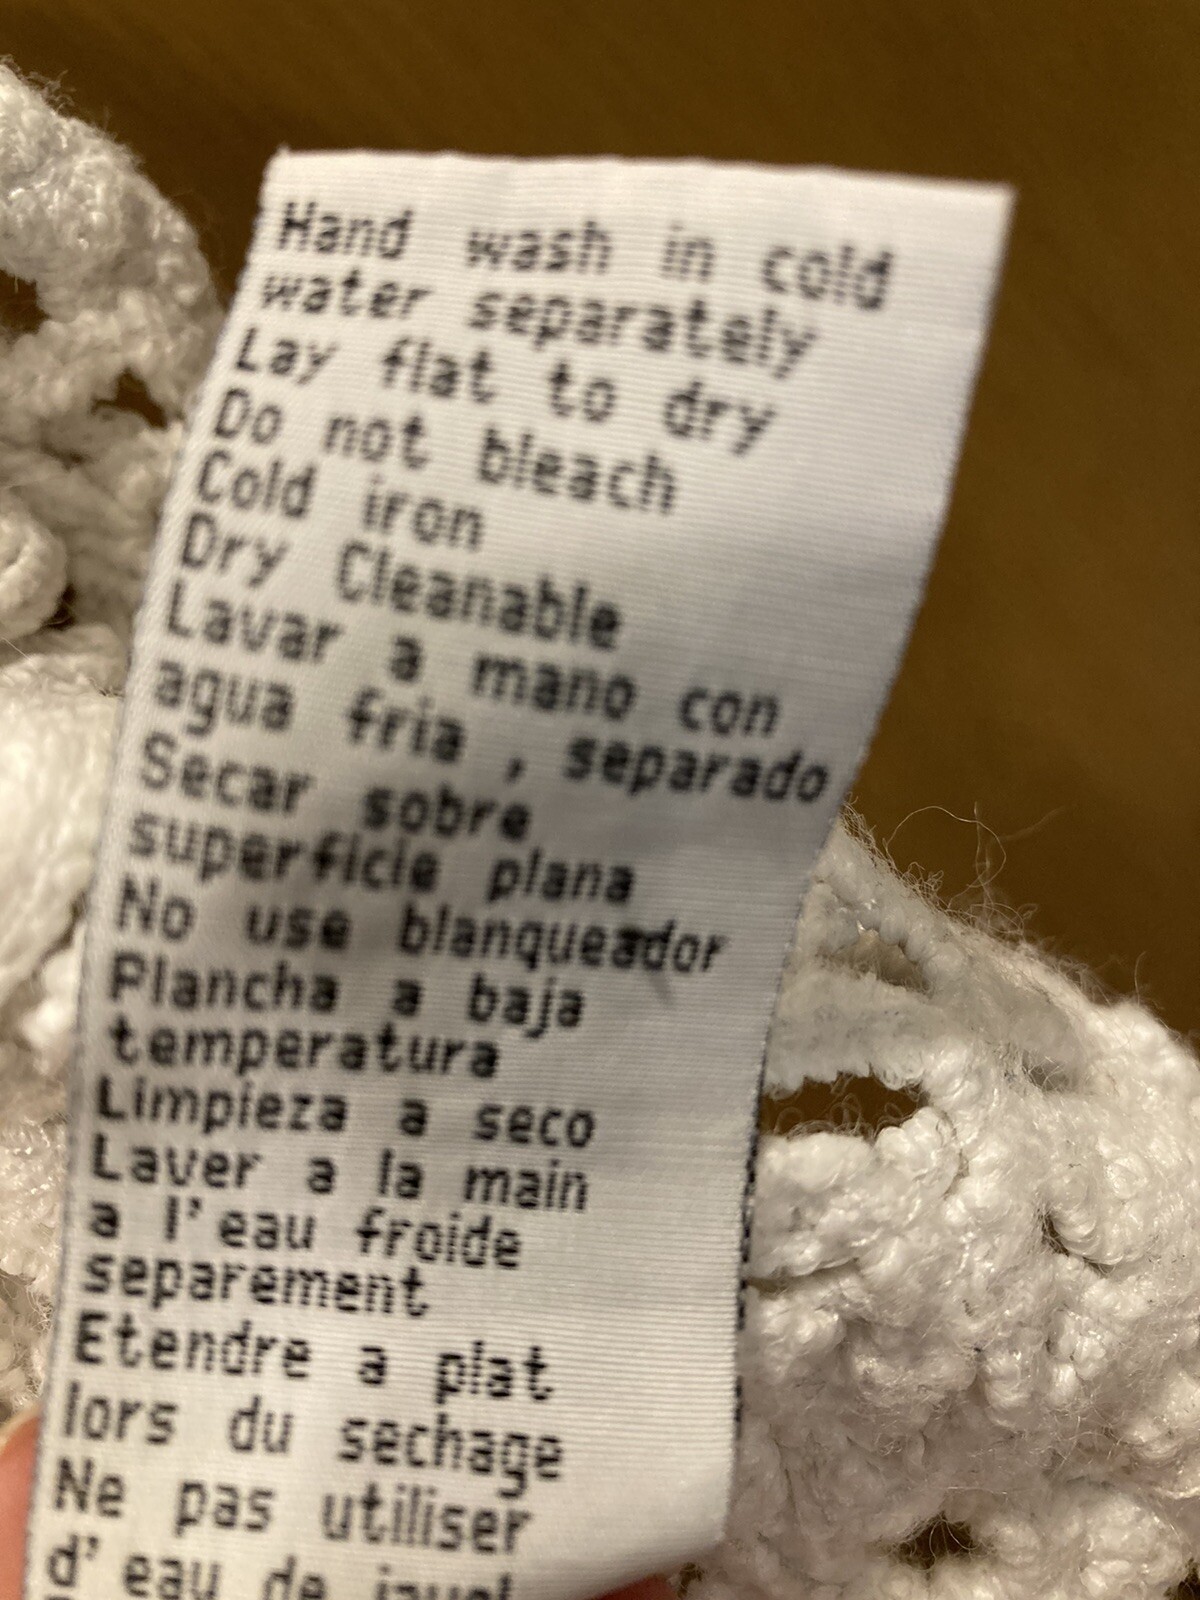 Hand wash in cold
water separately
Lay flat to dry
Do not bleach
Cold iron
Dry Cleanable
Lavar a mano con
agua fria , separado
Secar sobre
superficie plana
No use blanqueador
Plancha a baja
temperatura
Limpieza a seco
Laver a la main
a l'eau froide
separement
Etendre a plat
lors du sechage
Ne pas utiliser
d'eau de